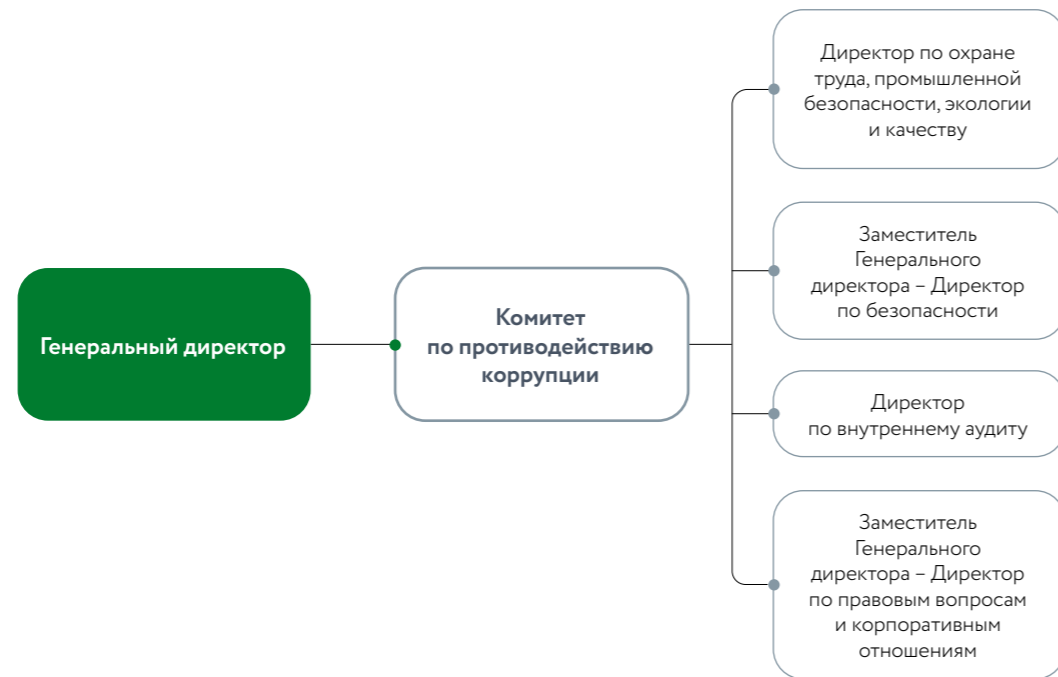 Генеральный директор
Комитет
по противодействию
коррупции
Директор по охране
труда, промышленной
безопасности, экологии
и качеству
Заместитель
Генерального
директора – Директор
по безопасности
Директор
по внутреннему аудиту
Заместитель
Генерального
директора – Директор
по правовым вопросам
и корпоративным
отношениям